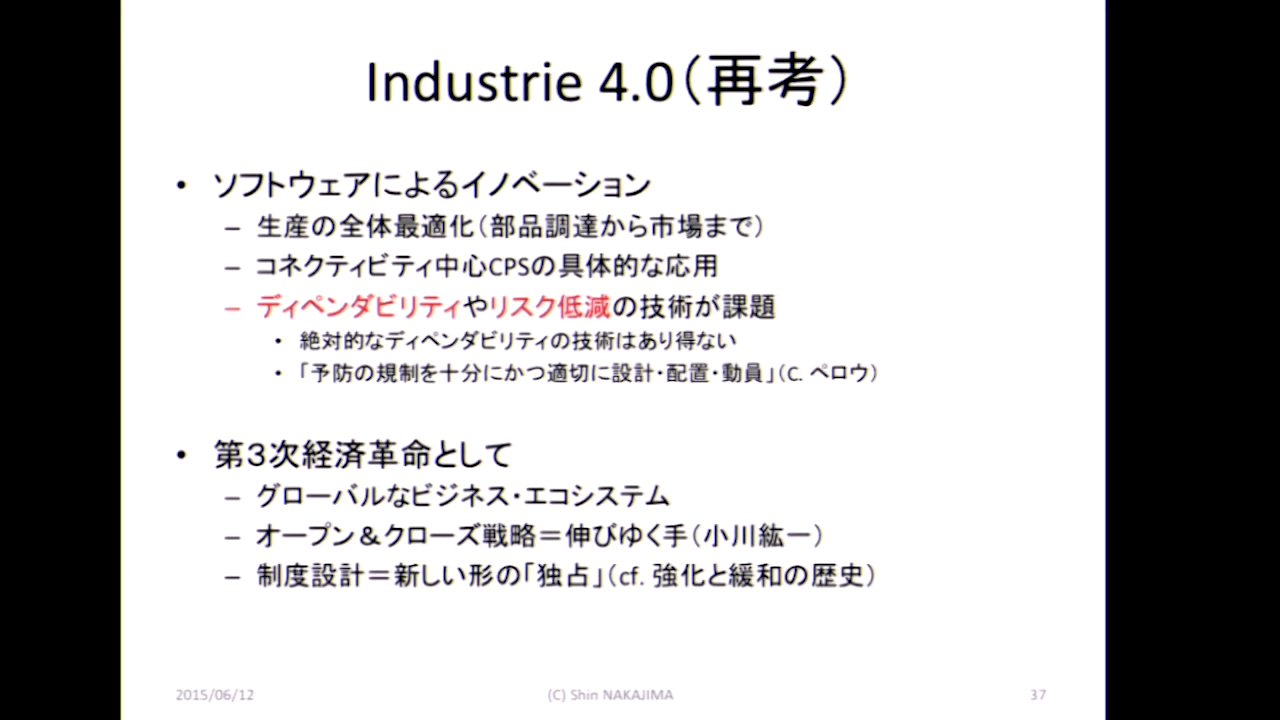 Industrie 4.0（再考）
• ソフトウェアによるイノベーション
– 生産の全体最適化（部品調達から市場まで）
– コネクティビティ中心CPSの具体的な応用
– ディペンダビリティやリスク低減の技術が課題
• 絶対的なディペンダビリティの技術はあり得ない
• 「予防の規制を十分にかつ適切に設計・配置・動員」（C. ペロウ）
• 第３次経済革命として
– グローバルなビジネス・エコシステム
– オープン＆クローズ戦略＝伸びゆく手（小川紘一）
– 制度設計＝新しい形の「独占」（cf. 強化と緩和の歴史）
2015/06/12
(C) Shin NAKAJIMA
37